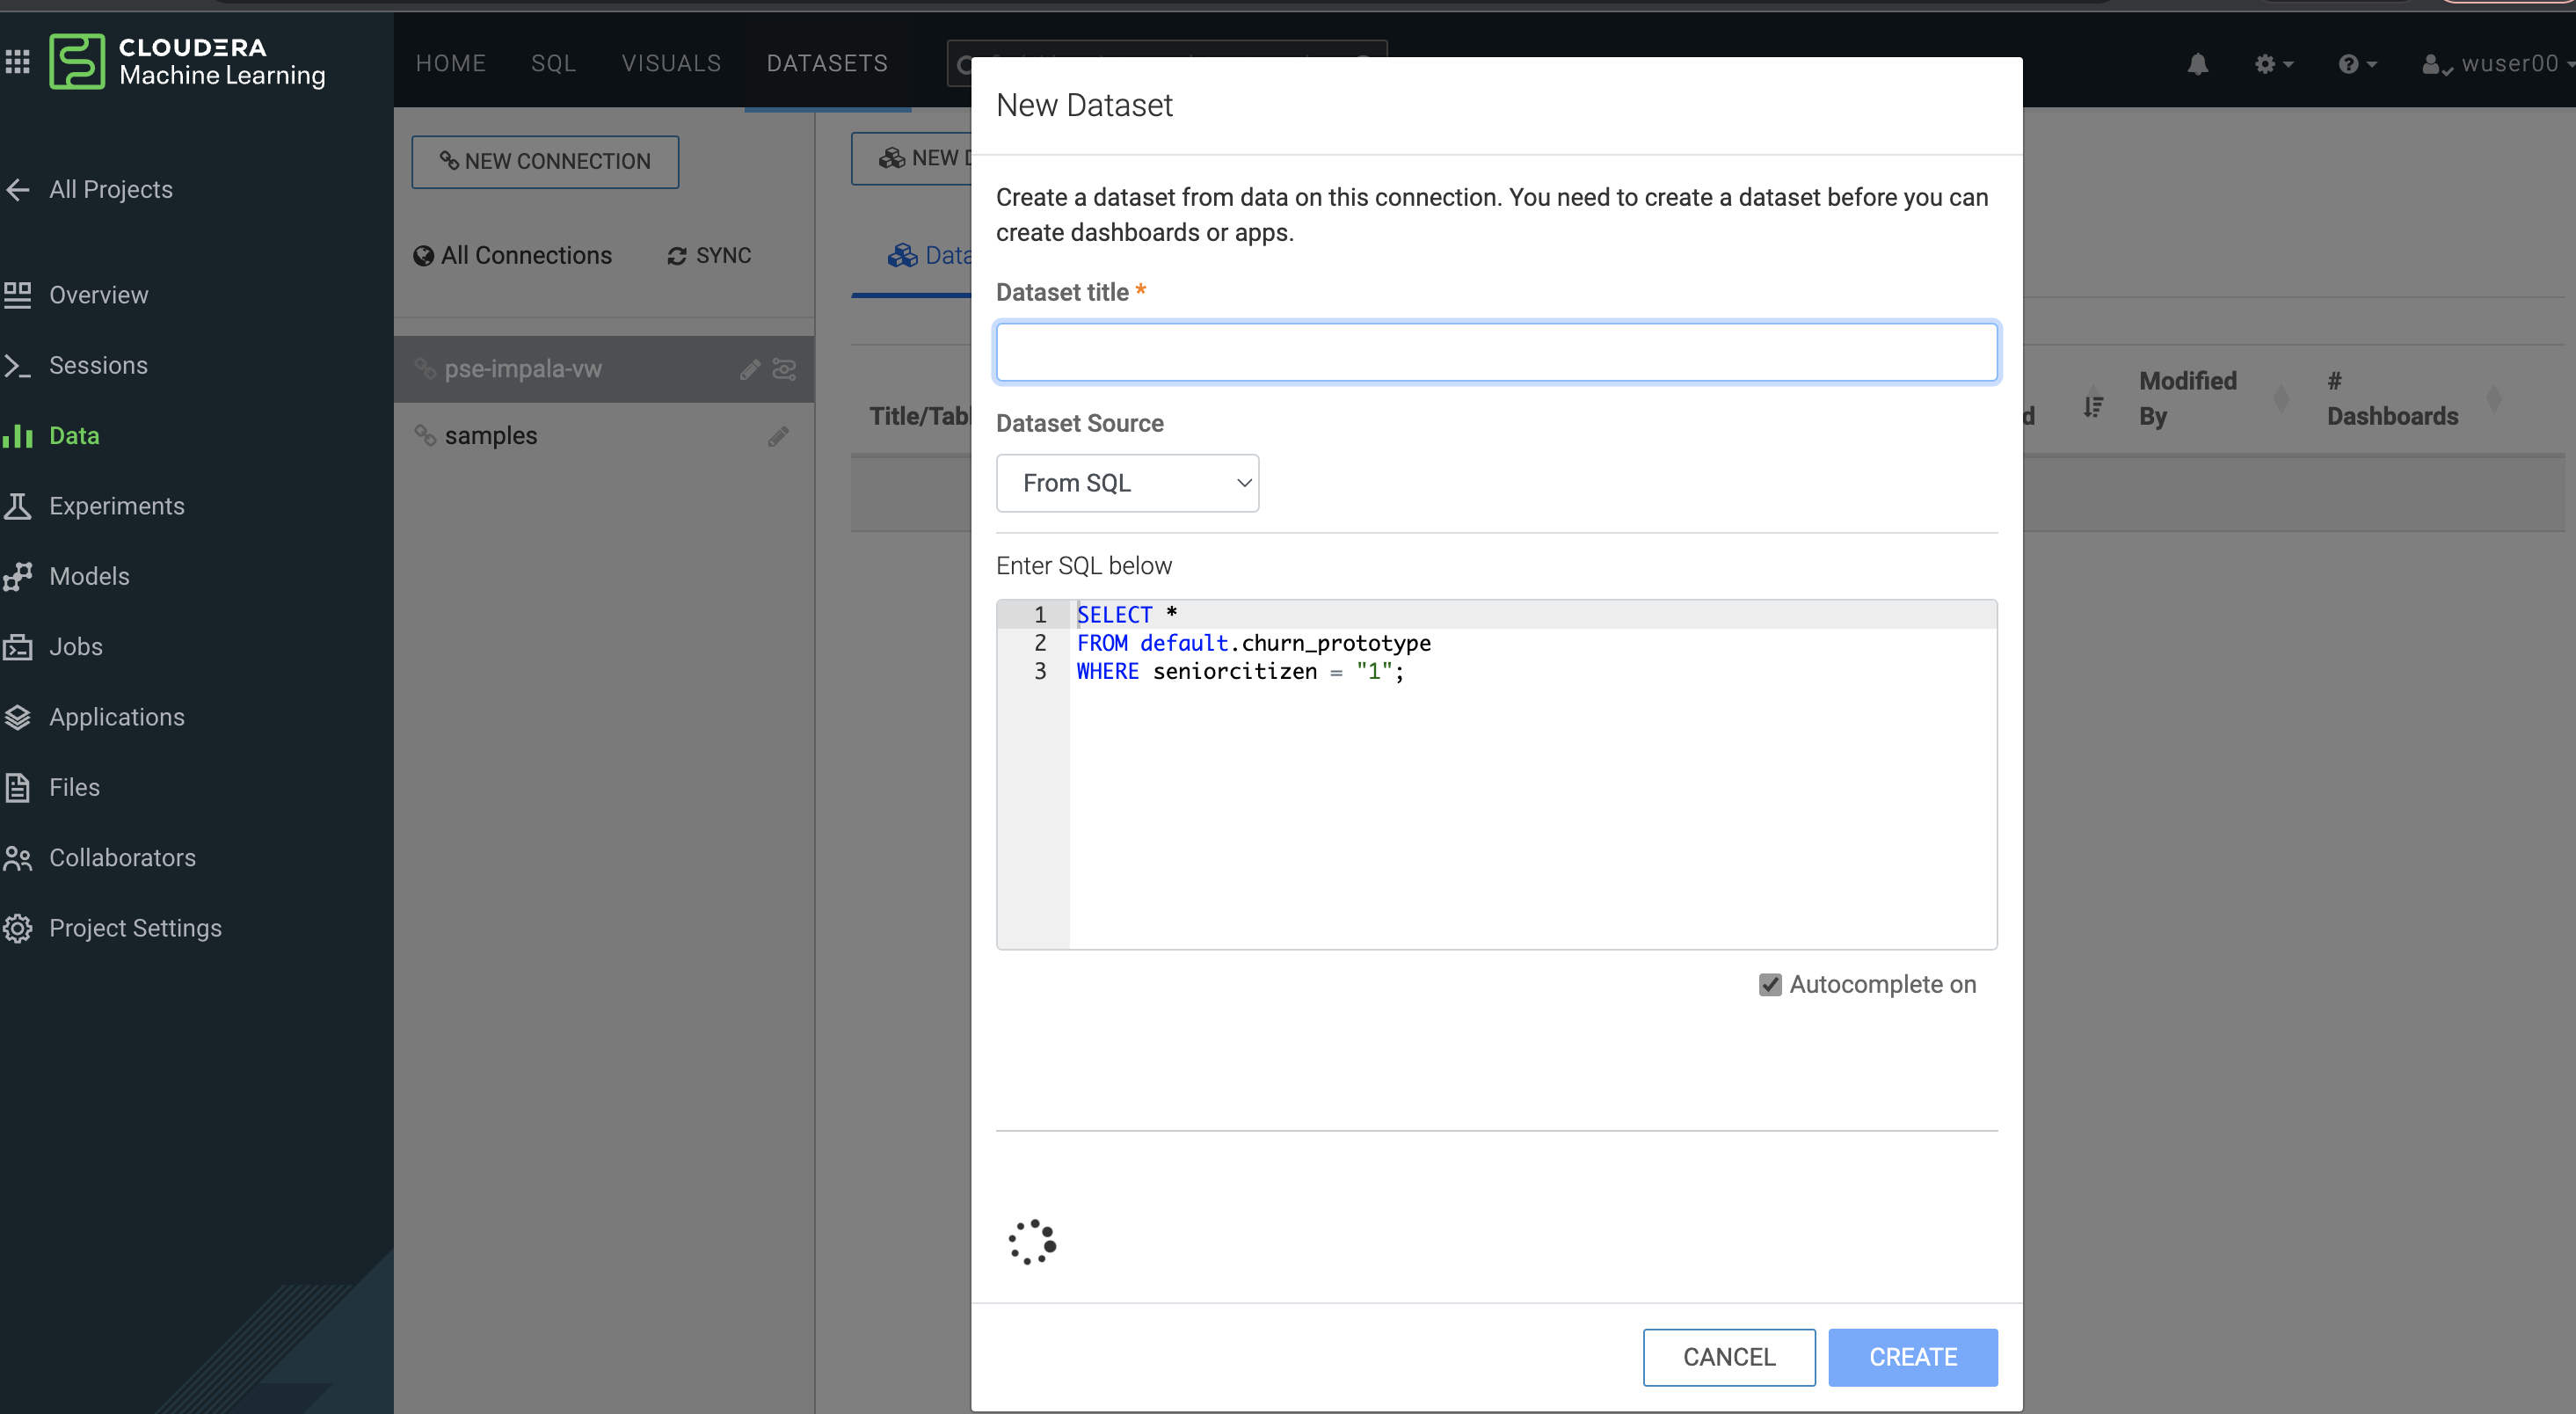 CLOUDERA
Machine Learning
HOME SQL VISUALS DATASETS
wuser00
All Projects
Overview
Sessions
Data
Experiments
Models
Jobs
Applications
Files
Collaborators
Project Settings
NEW CONNECTION
All Connections SYNC
pse-impala-vw
samples
NEW D
Data
Title/Tabl
d
Modified
By
#
Dashboards
New Dataset
Create a dataset from data on this connection. You need to create a dataset before you can
create dashboards or apps.
Dataset title *
Dataset Source
From SQL
Enter SQL below
1 SELECT *
2 FROM default.churn_prototype
3 WHERE seniorcitizen = "1";
Autocomplete on
CANCEL CREATE